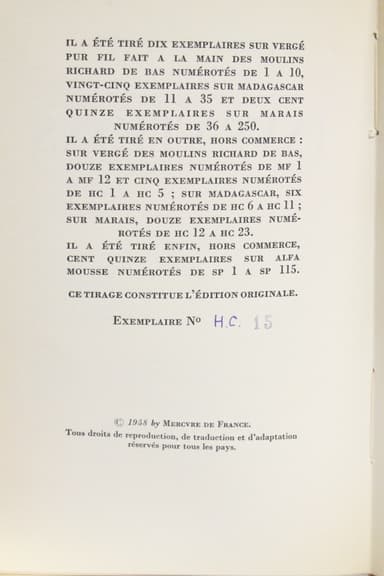 IL A ÉTÉ TIRÉ DIX EXEMPLAIRES SUR VERGÉ
PUR FIL FAIT A LA MAIN DES MOULINS
RICHARD DE BAS NUMÉROTÉS DE 1 A 10,
VINGT-CINQ EXEMPLAIRES SUR MADAGASCAR
NUMÉROTÉS DE 11 A 35 ET DEUX CENT
QUINZE EXEMPLAIRES SUR MARAIS
NUMÉROTÉS DE 36 A 250.
IL A ÉTÉ TIRÉ EN OUTRE, HORS COMMERCE :
SUR VERGÉ DES MOULINS RICHARD DE BAS,
DOUZE EXEMPLAIRES NUMÉROTÉS DE MF 1
A MF 12 ET CINQ EXEMPLAIRES NUMÉROTÉS
DE HC 1 A HC 5 ; SUR MADAGASCAR, SIX
EXEMPLAIRES NUMÉROTÉS DE HC 6 A HC 11 ;
SUR MARAIS, DOUZE EXEMPLAIRES NUMÉ-
ROTÉS DE HC 12 A HC 23.
IL A ÉTÉ TIRÉ ENFIN, HORS COMMERCE,
CENT QUINZE EXEMPLAIRES SUR ALFA
MOUSSE NUMÉROTÉS DE SP 1 A SP 115.
CE TIRAGE CONSTITUE L'ÉDITION ORIGINALE.
EXEMPLAIRE Nº H.C. 15
© 1958 by MERCVRE DE FRANCE.
Tous droits de reproduction, de traduction et d'adaptation
réservés pour tous les pays.